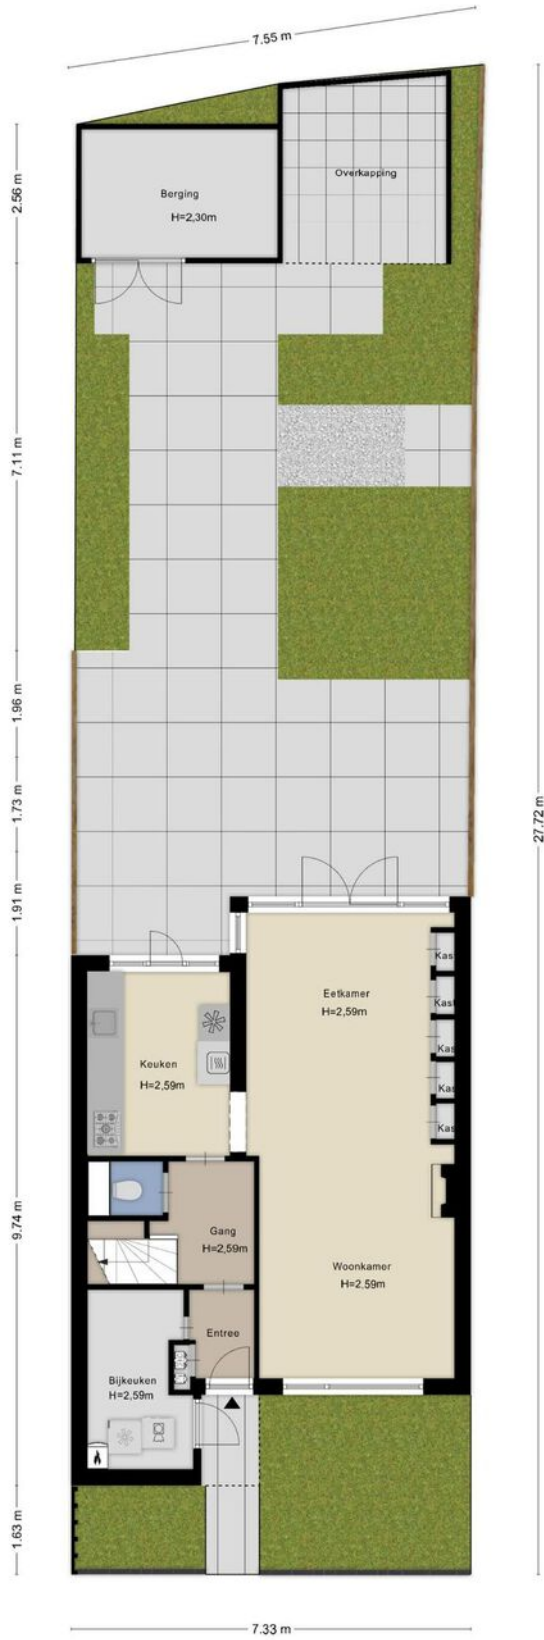 7.55 m
2.56 m
Berging
H=2,30m
Overkapping
7.11 m
1.96 m
1.73 m
27.72 m
1.91 m
Eetkamer
H=2,59m
Kas
Kast
Kas
Kas
Kas
Keuken
H=2,59m
9.74 m
Gang
H=2,59m
Woonkamer
H=2,59m
Entree
Bijkeuken
H=2,59m
1.63 m
7.33 m